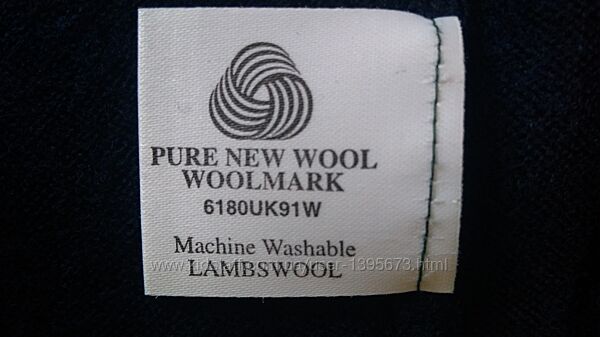 PURE NEW WOOL
WOOLMARK
6180UK91W
Machine Washable
LAMBSWOOL